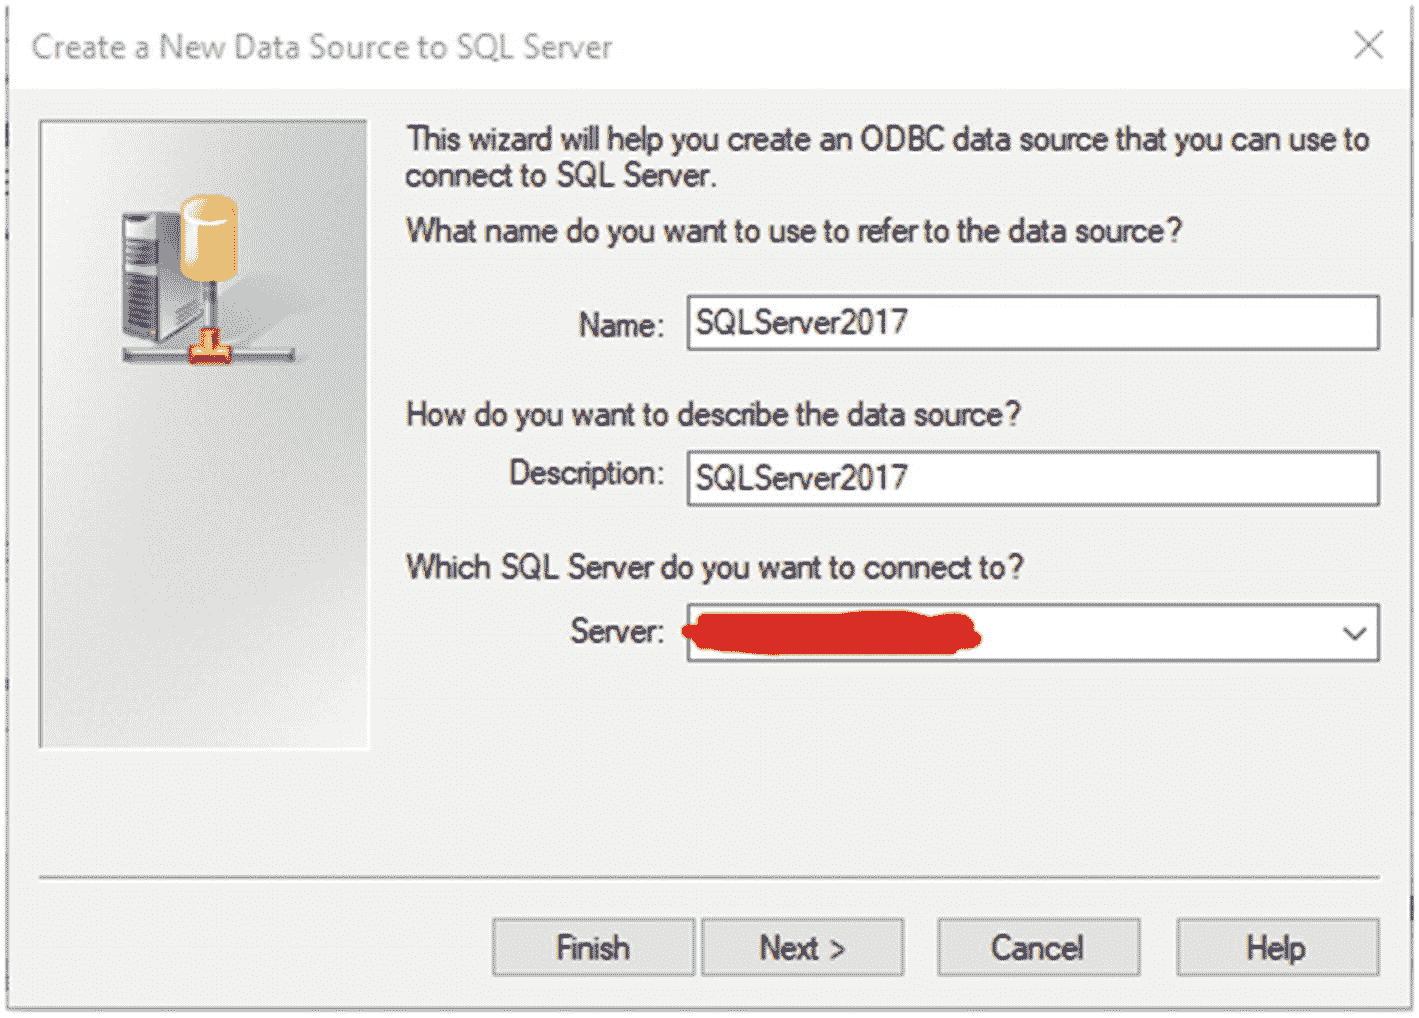 Create a New Data Source to SQL Server
This wizard will help you create an ODBC data source that you can use to
connect to SQL Server.
What name do you want to use to refer to the data source?
Name: SQLServer2017
How do you want to describe the data source?
Description: SQLServer2017
Which SQL Server do you want to connect to?
Server:
Finish Next > Cancel Help